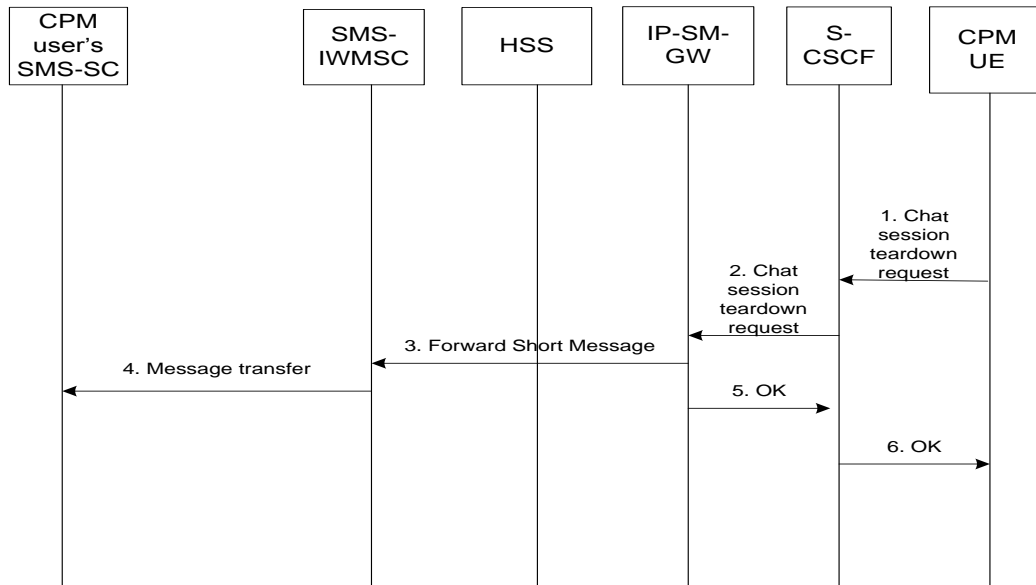 CPM
user's
SMS-SC
SMS-
IWMSC
HSS
IP-SM-
GW
S-
CSCF
CPM
UE
1. Chat
session
teardown
request
2. Chat
session
teardown
request
3. Forward Short Message
4. Message transfer
5. OK
6. OK